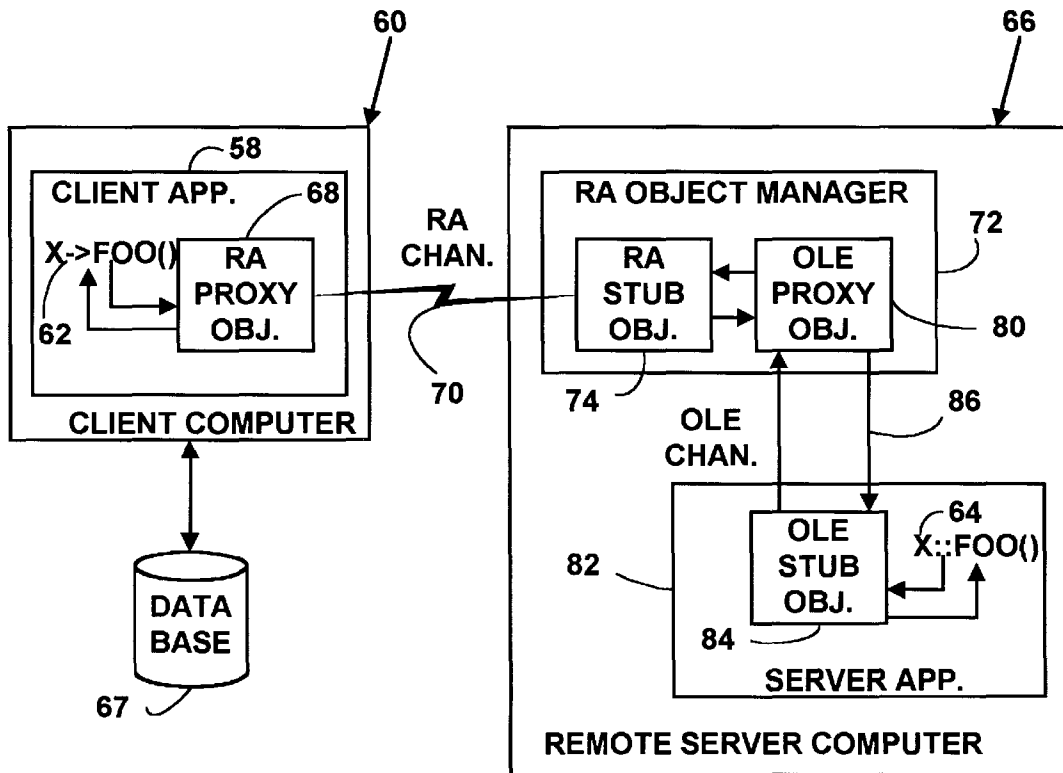 60
66
58
CLIENT APP.
68
X->FOO()
62
RA
PROXY
OBJ.
RA
CHAN.
70
CLIENT COMPUTER
DATA
BASE
67
RA OBJECT MANAGER
72
RA
STUB
OBJ.
74
OLE
PROXY
OBJ.
80
OLE
CHAN.
86
82
OLE
STUB
OBJ.
84
64
X::FOO()
SERVER APP.
REMOTE SERVER COMPUTER